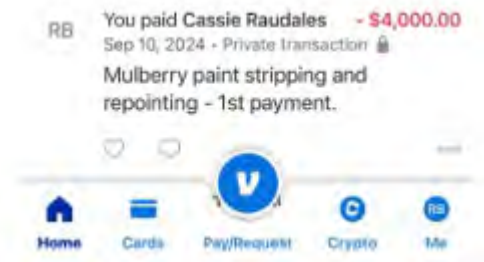 RB
You paid Cassie Raudales - $4,000.00
Sep 10, 2024 - Private transaction
Mulberry paint stripping and
repointing - 1st payment.
V
Home Cards Pay/Request Crypto Me
C
RB